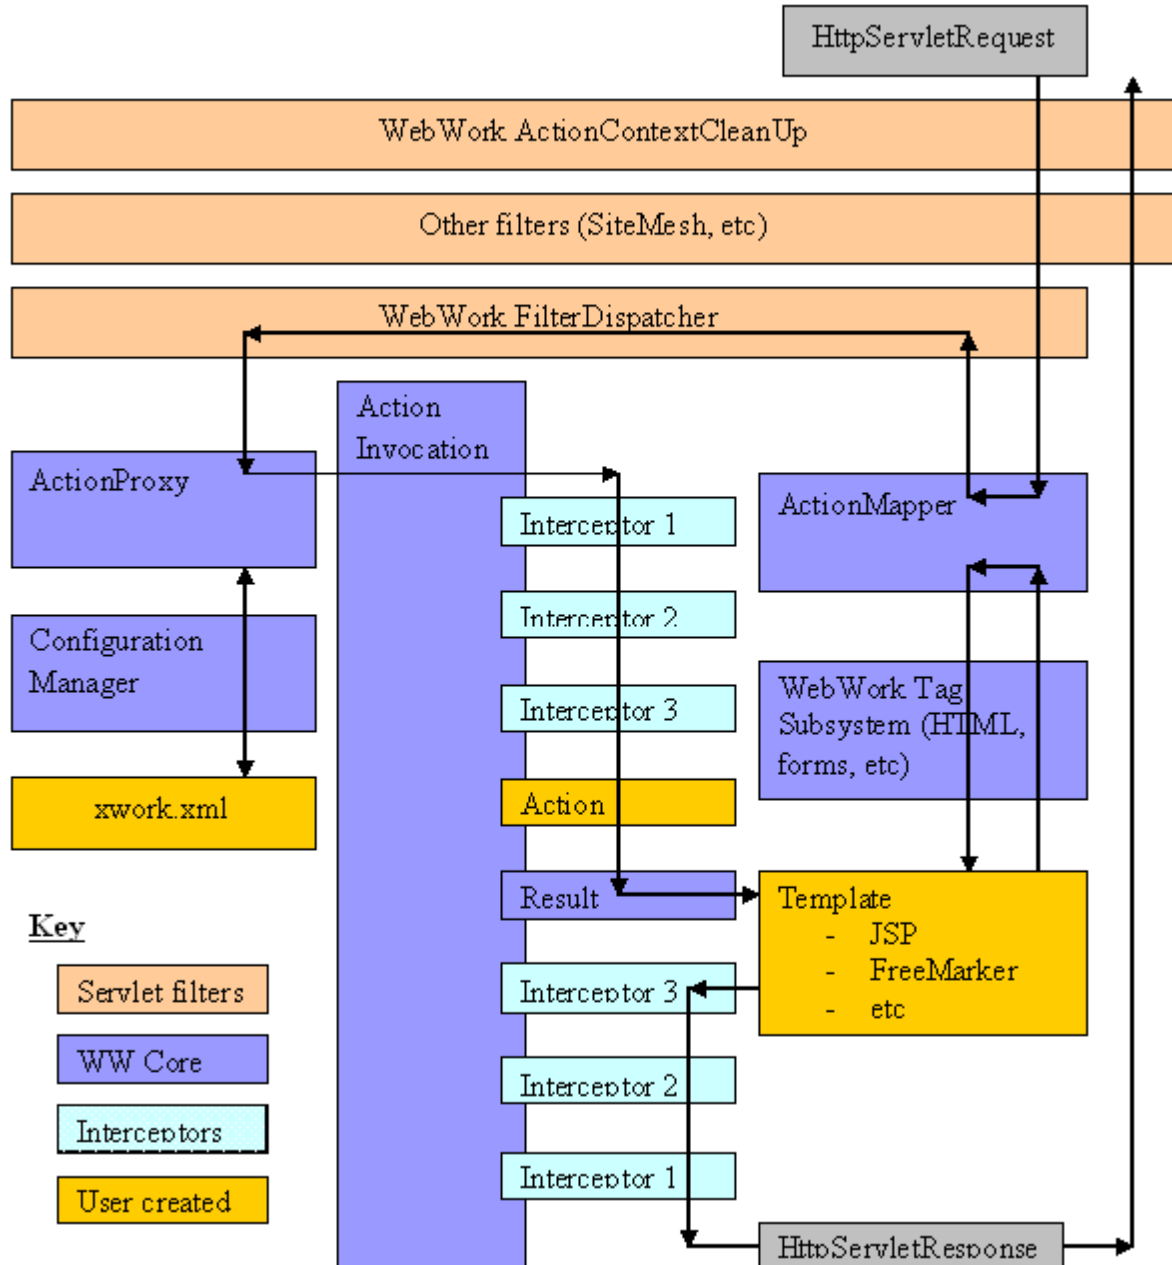 HttpServletRequest
WebWork ActionContextCleanUp
Other filters (SiteMesh, etc)
WebWork FilterDispatcher
Action
Invocation
ActionProxy
ActionMapper
Interceptor 1
Interceptor 2
Configuration
Manager
Interceptor 3
WebWork Tag
Subsystem (HTML,
forms, etc)
xwork.xml
Action
Result
Template
- JSP
- FreeMarker
- etc
Key
Servlet filters
WW Core
Interceptors
User created
Interceptor 3
Interceptor 2
Interceptor 1
HttpServletResponse